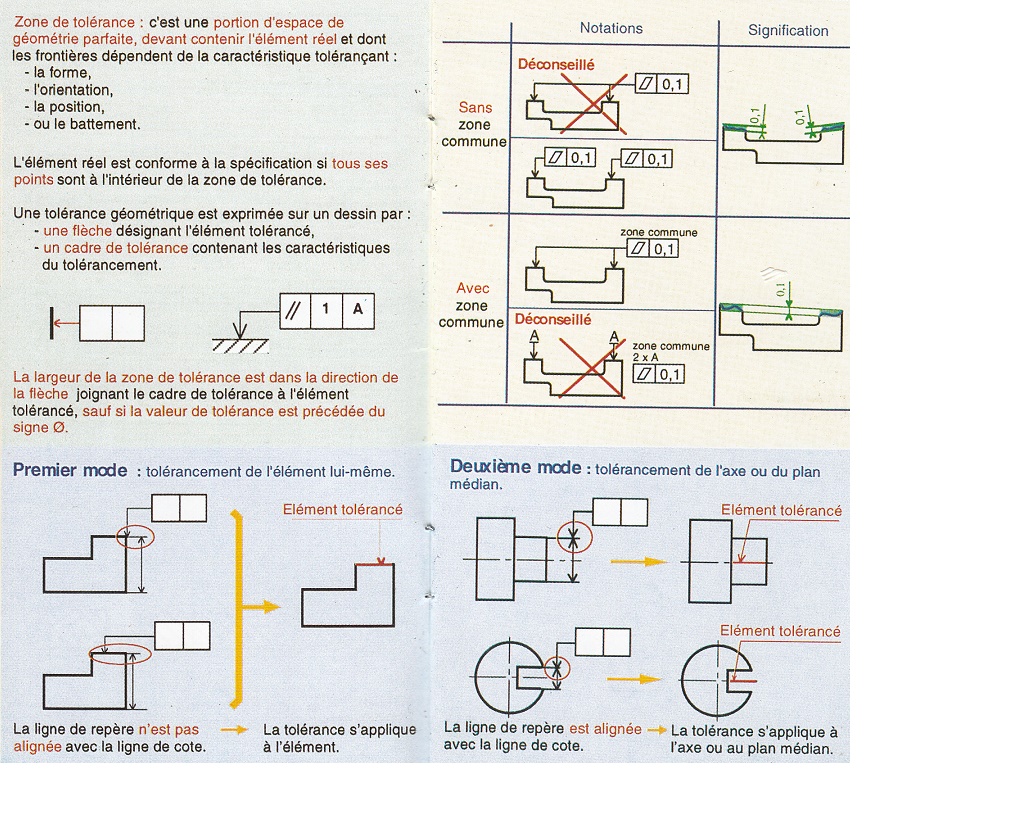 Zone de tolérance : c'est une portion d'espace de
géométrie parfaite, devant contenir l'élément réel et dont
les frontières dépendent de la caractéristique tolérançant :
- la forme,
- l'orientation,
- la position,
- ou le battement.
L'élément réel est conforme à la spécification si tous ses
points sont à l'intérieur de la zone de tolérance.
Une tolérance géométrique est exprimée sur un dessin par :
- une flèche désignant l'élément tolérancé,
- un cadre de tolérance contenant les caractéristiques
du tolérancement.
// 1 A
La largeur de la zone de tolérance est dans la direction de
la flèche joignant le cadre de tolérance à l'élément
tolérancé, sauf si la valeur de tolérance est précédée du
signe Ø.
Notations
Signification
Déconseillé
0,1
Sans
zone
commune
0,1
0,1
0,1
0,1
zone commune
0,1
Avec
zone
commune
0,1
Déconseillé
A
A
zone commune
2 x A
0,1
Premier mode : tolérancement de l'élément lui-même.
Elément tolérancé
La ligne de repère n'est pas
alignée avec la ligne de cote.
La tolérance s'applique
à l'élément.
Deuxième mode : tolérancement de l'axe ou du plan
médian.
Elément tolérancé
Elément tolérancé
La ligne de repère est alignée
avec la ligne de cote.
La tolérance s'applique à
l'axe ou au plan médian.